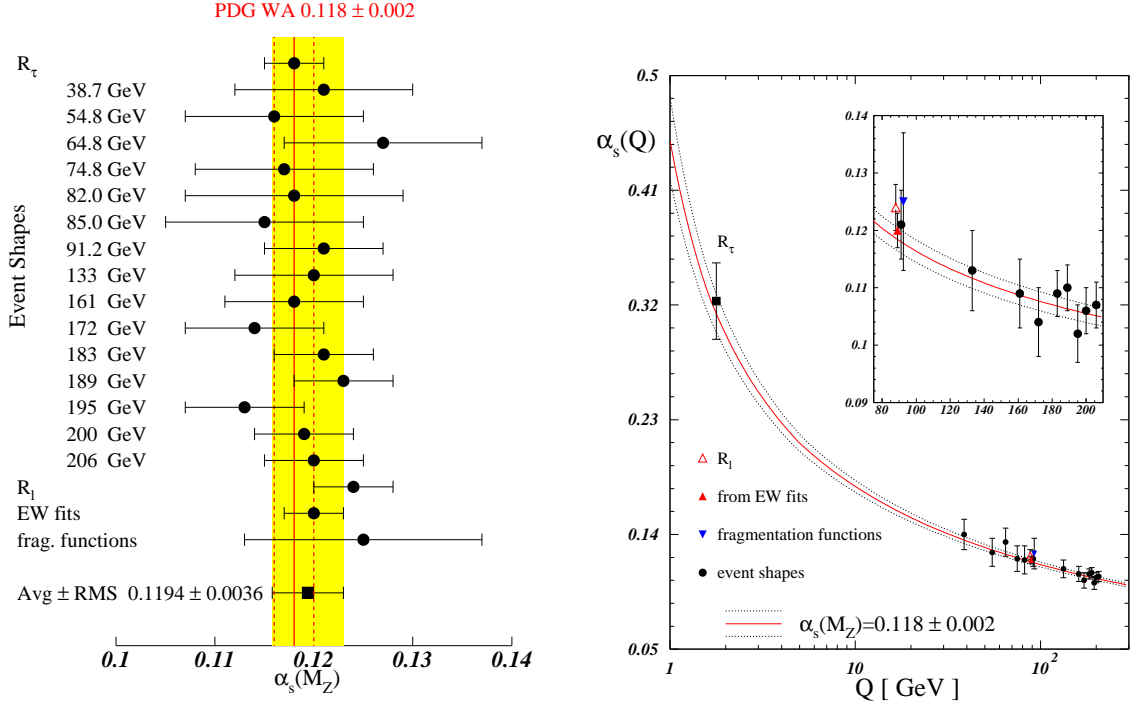 PDG WA 0.118 ± 0.002
R_τ
38.7 GeV
54.8 GeV
64.8 GeV
74.8 GeV
82.0 GeV
85.0 GeV
91.2 GeV
133 GeV
161 GeV
172 GeV
183 GeV
189 GeV
195 GeV
200 GeV
206 GeV
Event Shapes
R_l
EW fits
frag. functions
Avg ± RMS 0.1194 ± 0.0036
0.1 0.11 0.12 0.13 0.14
α_s(M_Z)
α_s(Q)
0.5
0.41
0.32
0.23
0.14
0.05
R_τ
0.14
0.13
0.12
0.11
0.1
0.09
80 100 120 140 160 180 200
R_l
from EW fits
fragmentation functions
event shapes
α_s(M_Z)=0.118 ± 0.002
1 10 10²
Q [ GeV ]